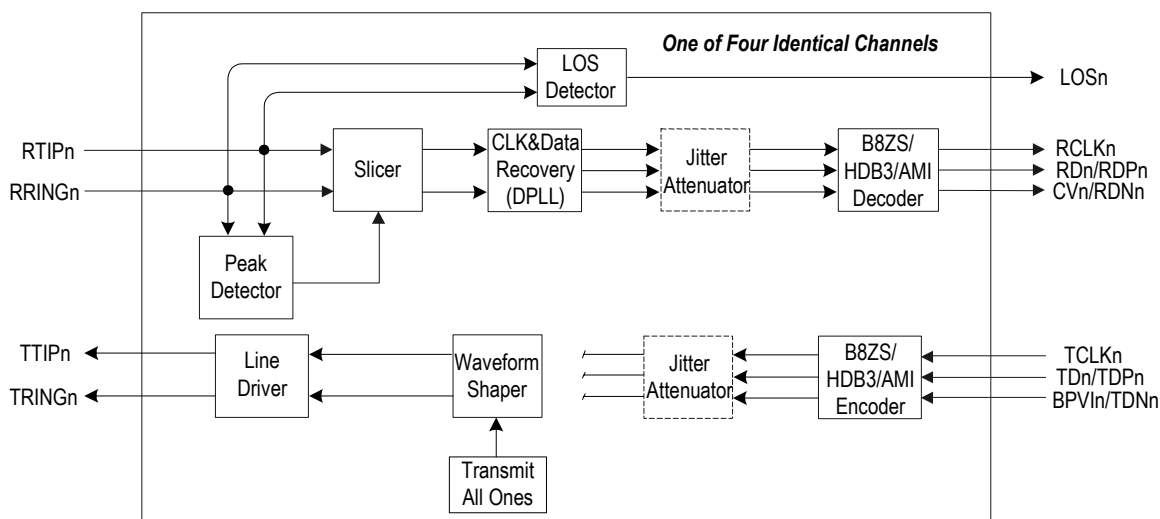 One of Four Identical Channels
LOS
Detector
LOSn
RTIPn
RRINGn
Slicer
CLK&Data
Recovery
(DPLL)
Jitter
Attenuator
B8ZS/
HDB3/AMI
Decoder
RCLKn
RDn/RDPn
CVn/RDNn
Peak
Detector
TTIPn
TRINGn
Line
Driver
Waveform
Shaper
Jitter
Attenuator
B8ZS/
HDB3/AMI
Encoder
TCLKn
TDn/TDPn
BPVIn/TDNn
Transmit
All Ones